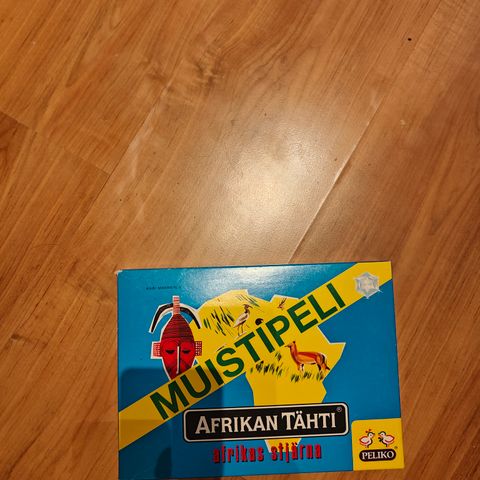 MUISTIPELI
AFRIKAN TÄHTI®
afrikas stjärna
PELIKO®